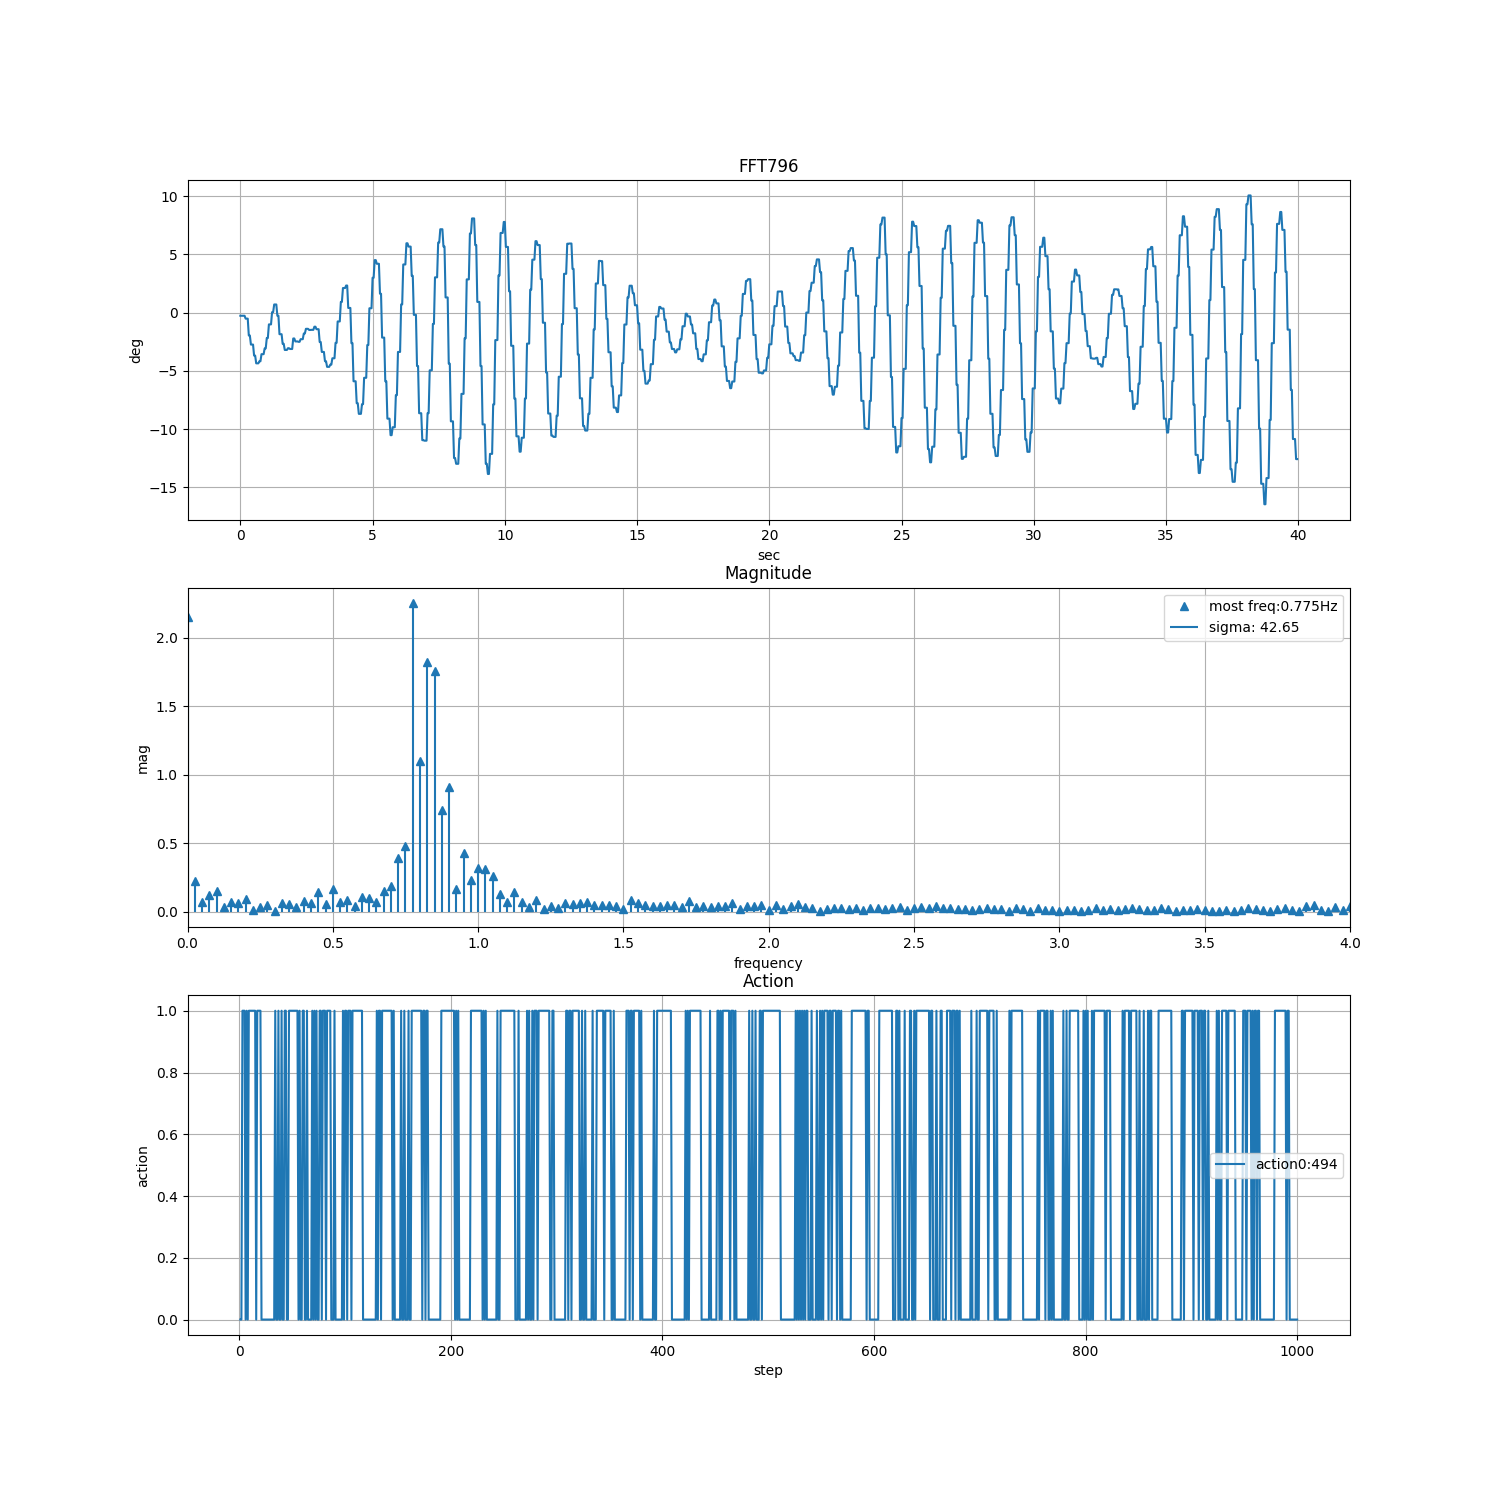 FFT796
10
5
0
−5
−10
−15
deg
0 5 10 15 20 25 30 35 40
sec
Magnitude
most freq:0.775Hz
sigma: 42.65
2.0
1.5
1.0
0.5
0.0
mag
0.0 0.5 1.0 1.5 2.0 2.5 3.0 3.5 4.0
frequency
Action
1.0
0.8
0.6
0.4
0.2
0.0
action
action0:494
0 200 400 600 800 1000
step